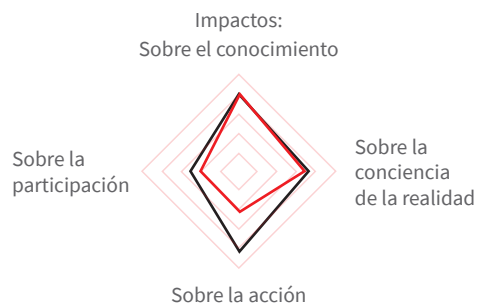 Impactos:
Sobre el conocimiento
Sobre la
participación
Sobre la
conciencia
de la realidad
Sobre la acción